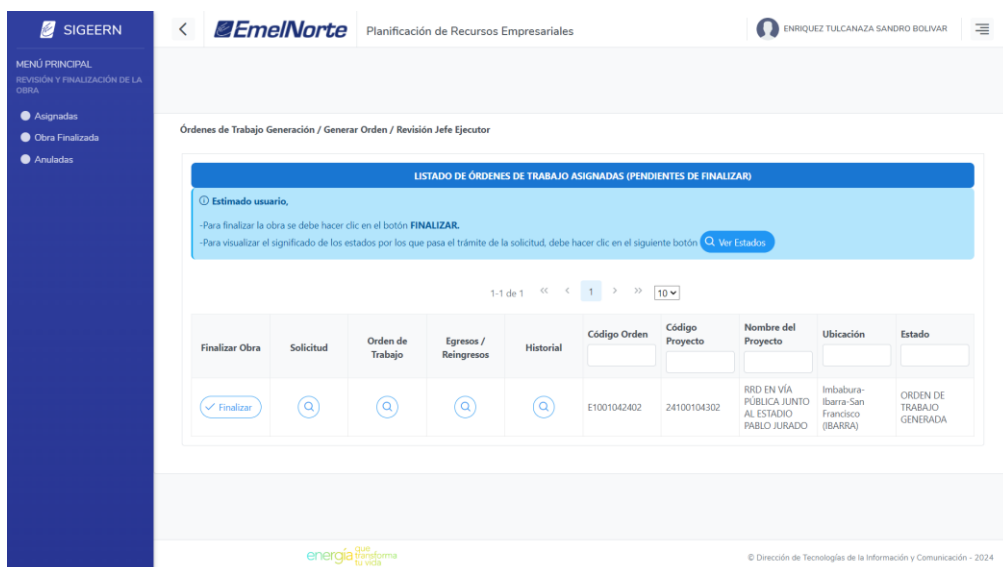 SIGEERN
EmelNorte
Planificación de Recursos Empresariales
ENRIQUEZ TULCANAZA SANDRO BOLIVAR
MENÚ PRINCIPAL
REVISIÓN Y FINALIZACIÓN DE LA
OBRA
Asignadas
Obra Finalizada
Anuladas
Órdenes de Trabajo Generación / Generar Orden / Revisión Jefe Ejecutor
LISTADO DE ÓRDENES DE TRABAJO ASIGNADAS (PENDIENTES DE FINALIZAR)
Estimado usuario,
-Para finalizar la obra se debe hacer clic en el botón FINALIZAR.
-Para visualizar el significado de los estados por los que pasa el trámite de la solicitud, debe hacer clic en el siguiente botón Ver Estados
1-1 de 1 << < 1 > >> 10
Finalizar Obra
Solicitud
Orden de
Trabajo
Egresos /
Reingresos
Historial
Código Orden
Código
Proyecto
Nombre del
Proyecto
Ubicación
Estado
Finalizar
E1001042402
24100104302
RRD EN VÍA
PÚBLICA JUNTO
AL ESTADIO
PABLO JURADO
Imbabura-
Ibarra-San
Francisco
(IBARRA)
ORDEN DE
TRABAJO
GENERADA
energía que
transforma
tu vida
© Dirección de Tecnologías de la Información y Comunicación - 2024